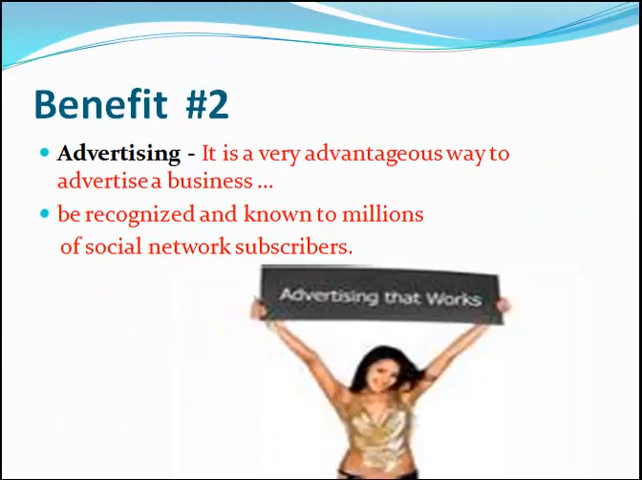 Benefit #2
Advertising - It is a very advantageous way to
advertise a business ...
be recognized and known to millions
of social network subscribers.
Advertising that Works